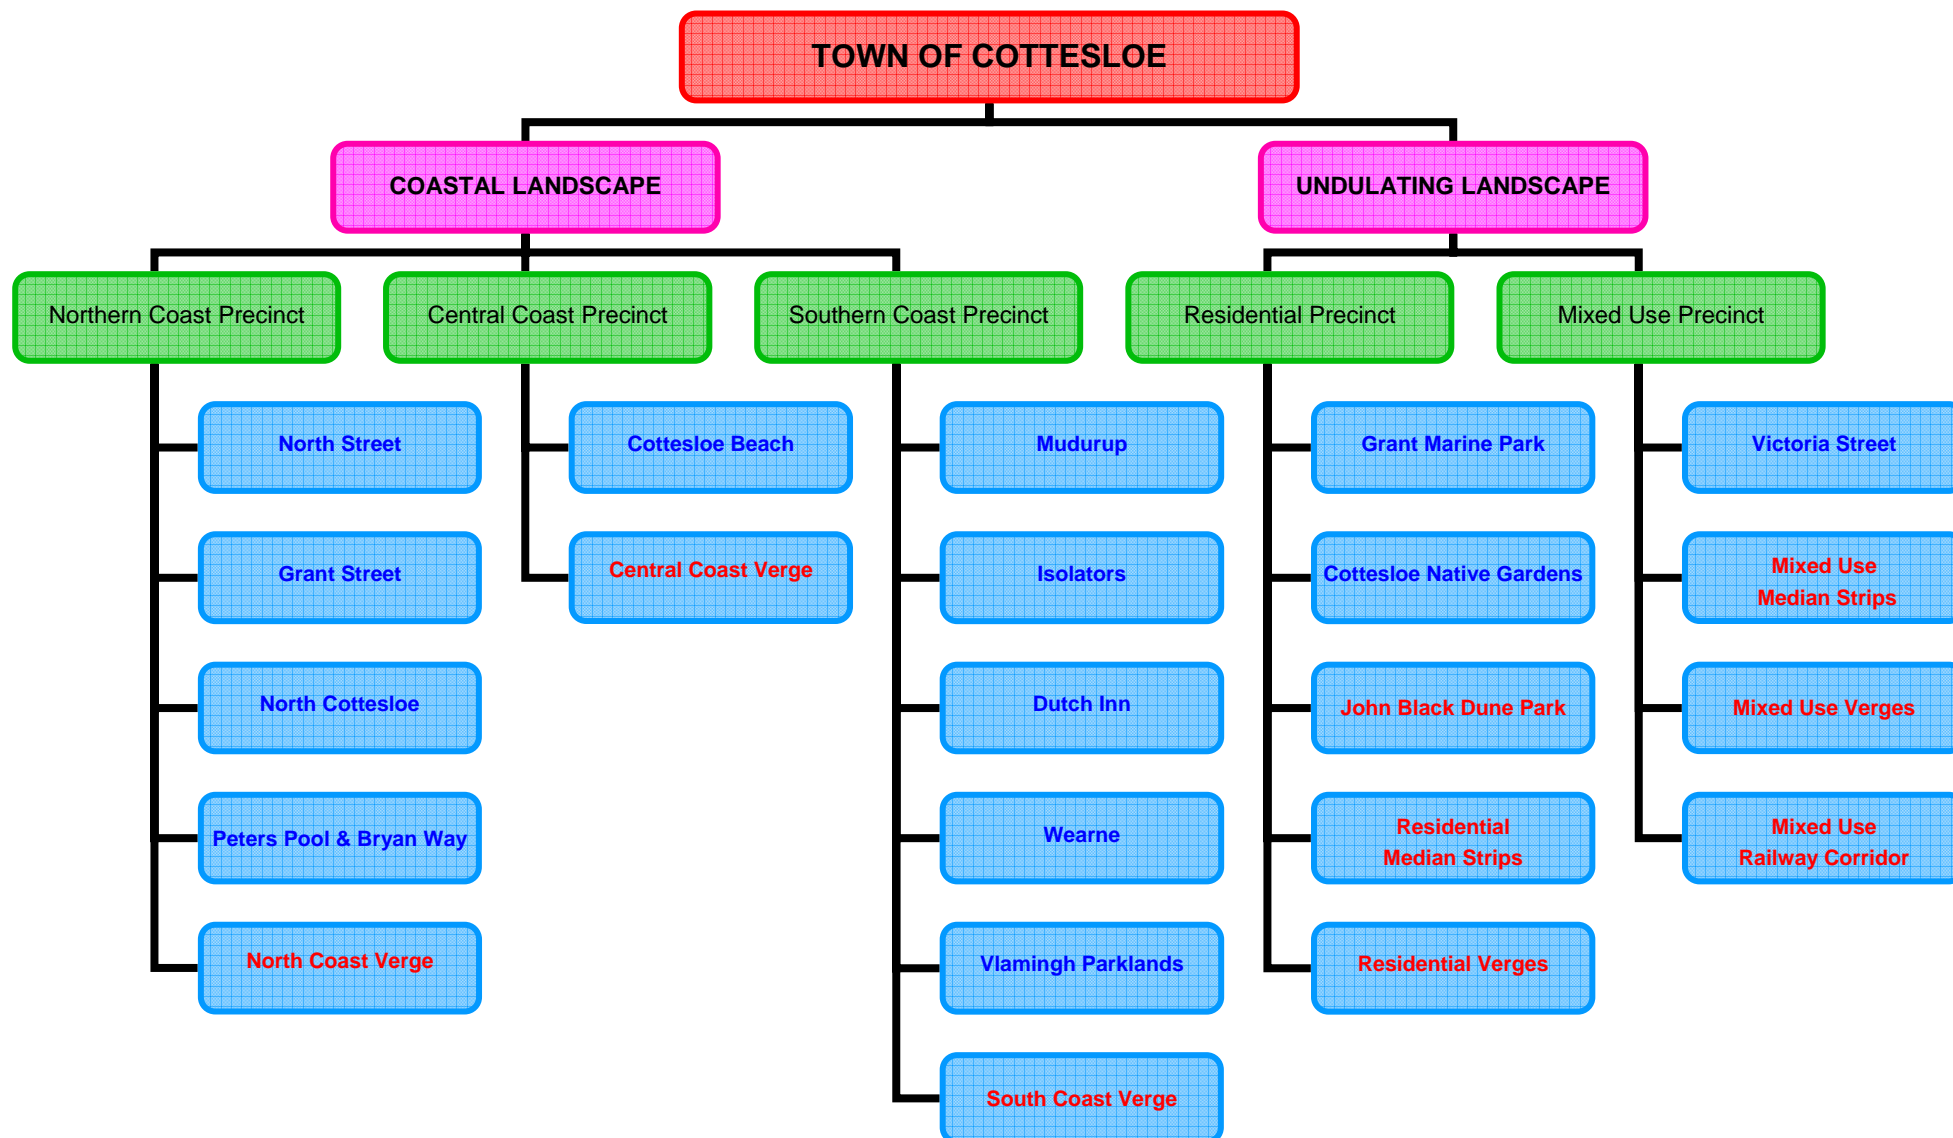 TOWN OF COTTESLOE
COASTAL LANDSCAPE
UNDULATING LANDSCAPE
Northern Coast Precinct
Central Coast Precinct
Southern Coast Precinct
Residential Precinct
Mixed Use Precinct
North Street
Grant Street
North Cottesloe
Peters Pool & Bryan Way
North Coast Verge
Cottesloe Beach
Central Coast Verge
Mudurup
Isolators
Dutch Inn
Wearne
Vlamingh Parklands
South Coast Verge
Grant Marine Park
Cottesloe Native Gardens
John Black Dune Park
Residential
Median Strips
Residential Verges
Victoria Street
Mixed Use
Median Strips
Mixed Use Verges
Mixed Use
Railway Corridor